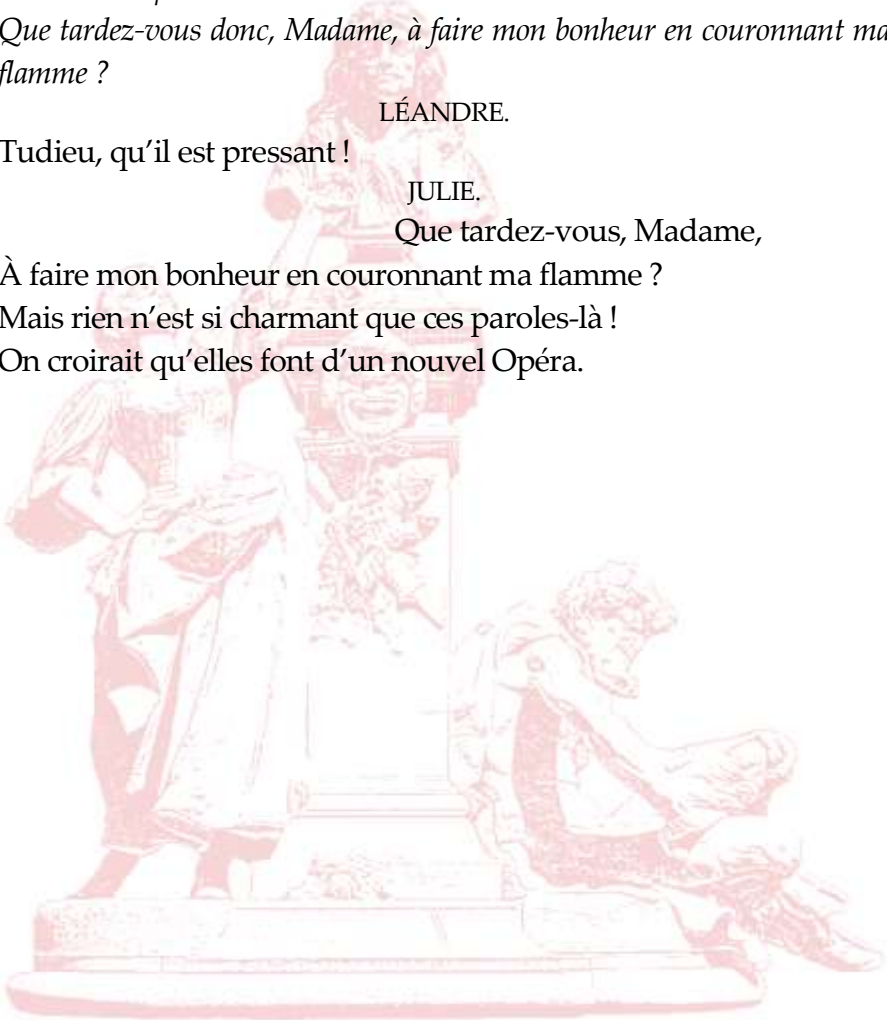 Que tardez-vous donc, Madame, à faire mon bonheur en couronnant ma
flamme ?
LÉANDRE.
Tudieu, qu’il est pressant !
JULIE.
Que tardez-vous, Madame,
À faire mon bonheur en couronnant ma flamme ?
Mais rien n’est si charmant que ces paroles-là !
On croirait qu’elles font d’un nouvel Opéra.